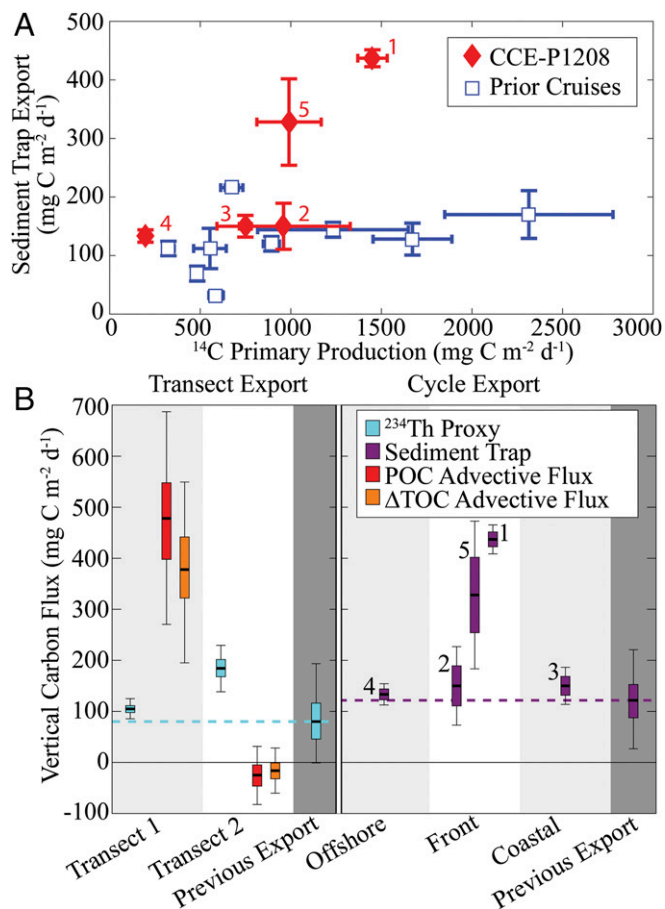 A
Sediment Trap Export
(mg C m⁻² d⁻¹)
500
400
300
200
100
0
1
5
4
3
2
CCE-P1208
Prior Cruises
0 500 1000 1500 2000 2500 3000
¹⁴C Primary Production (mg C m⁻² d⁻¹)
B
Transect Export
Cycle Export
Vertical Carbon Flux (mg C m⁻² d⁻¹)
700
600
500
400
300
200
100
0
-100
²³⁴Th Proxy
Sediment Trap
POC Advective Flux
ΔTOC Advective Flux
4
2
5
1
3
Transect 1
Transect 2
Previous Export
Offshore
Front
Coastal
Previous Export